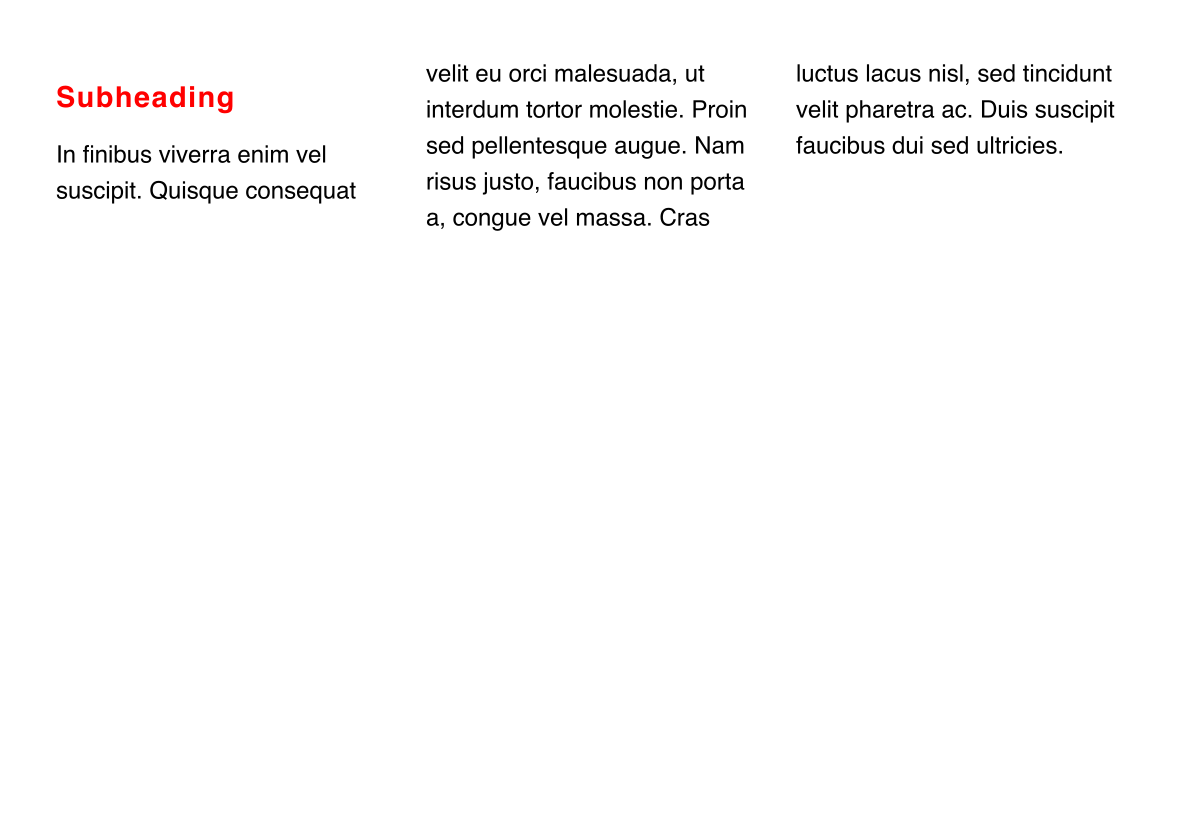 Subheading
In finibus viverra enim vel
suscipit. Quisque consequat
velit eu orci malesuada, ut
interdum tortor molestie. Proin
sed pellentesque augue. Nam
risus justo, faucibus non porta
a, congue vel massa. Cras
luctus lacus nisl, sed tincidunt
velit pharetra ac. Duis suscipit
faucibus dui sed ultricies.